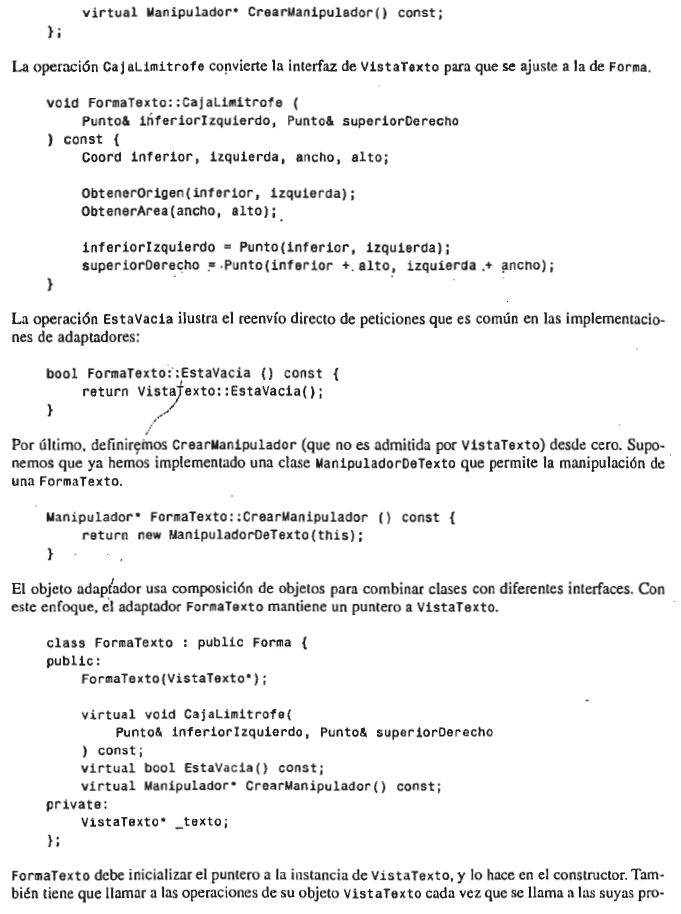 virtual Manipulador* CrearManipulador() const;
};
La operación CajaLimitrofe convierte la interfaz de VistaTexto para que se ajuste a la de Forma.
void FormaTexto::CajaLimitrofe (
Punto& inferiorIzquierdo, Punto& superiorDerecho
) const {
Coord inferior, izquierda, ancho, alto;
ObtenerOrigen(inferior, izquierda);
ObtenerArea(ancho, alto);
inferiorIzquierdo = Punto(inferior, izquierda);
superiorDerecho = Punto(inferior + alto, izquierda + ancho);
}
La operación EstaVacia ilustra el reenvío directo de peticiones que es común en las implementacio-
nes de adaptadores:
bool FormaTexto::EstaVacia () const {
return VistaTexto::EstaVacia();
}
Por último, definiremos CrearManipulador (que no es admitida por VistaTexto) desde cero. Supo-
nemos que ya hemos implementado una clase ManipuladorDeTexto que permite la manipulación de
una FormaTexto.
Manipulador* FormaTexto::CrearManipulador () const {
return new ManipuladorDeTexto(this);
}
El objeto adaptador usa composición de objetos para combinar clases con diferentes interfaces. Con
este enfoque, el adaptador FormaTexto mantiene un puntero a VistaTexto.
class FormaTexto : public Forma {
public:
FormaTexto(VistaTexto*);
virtual void CajaLimitrofe(
Punto& inferiorIzquierdo, Punto& superiorDerecho
) const;
virtual bool EstaVacia() const;
virtual Manipulador* CrearManipulador() const;
private:
VistaTexto* _texto;
};
FormaTexto debe inicializar el puntero a la instancia de VistaTexto, y lo hace en el constructor. Tam-
bién tiene que llamar a las operaciones de su objeto VistaTexto cada vez que se llama a las suyas pro-